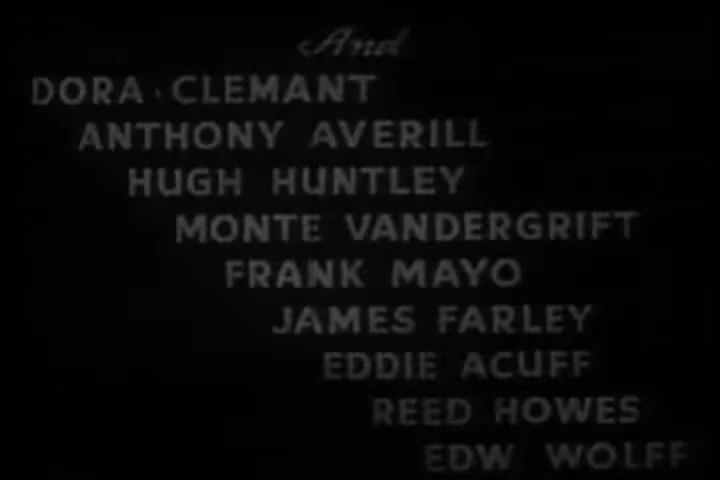 And
DORA CLEMANT
ANTHONY AVERILL
HUGH HUNTLEY
MONTE VANDERGRIFT
FRANK MAYO
JAMES FARLEY
EDDIE ACUFF
REED HOWES
EDW WOLFF